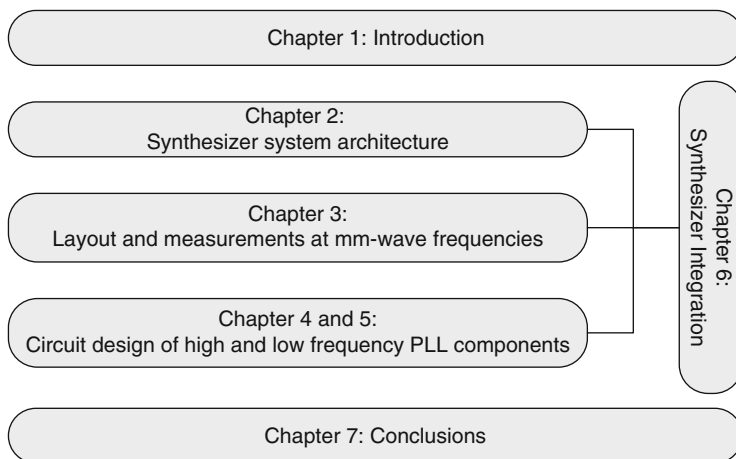 Chapter 1: Introduction
Chapter 2:
Synthesizer system architecture
Chapter 3:
Layout and measurements at mm-wave frequencies
Chapter 4 and 5:
Circuit design of high and low frequency PLL components
Chapter 6:
Synthesizer Integration
Chapter 7: Conclusions